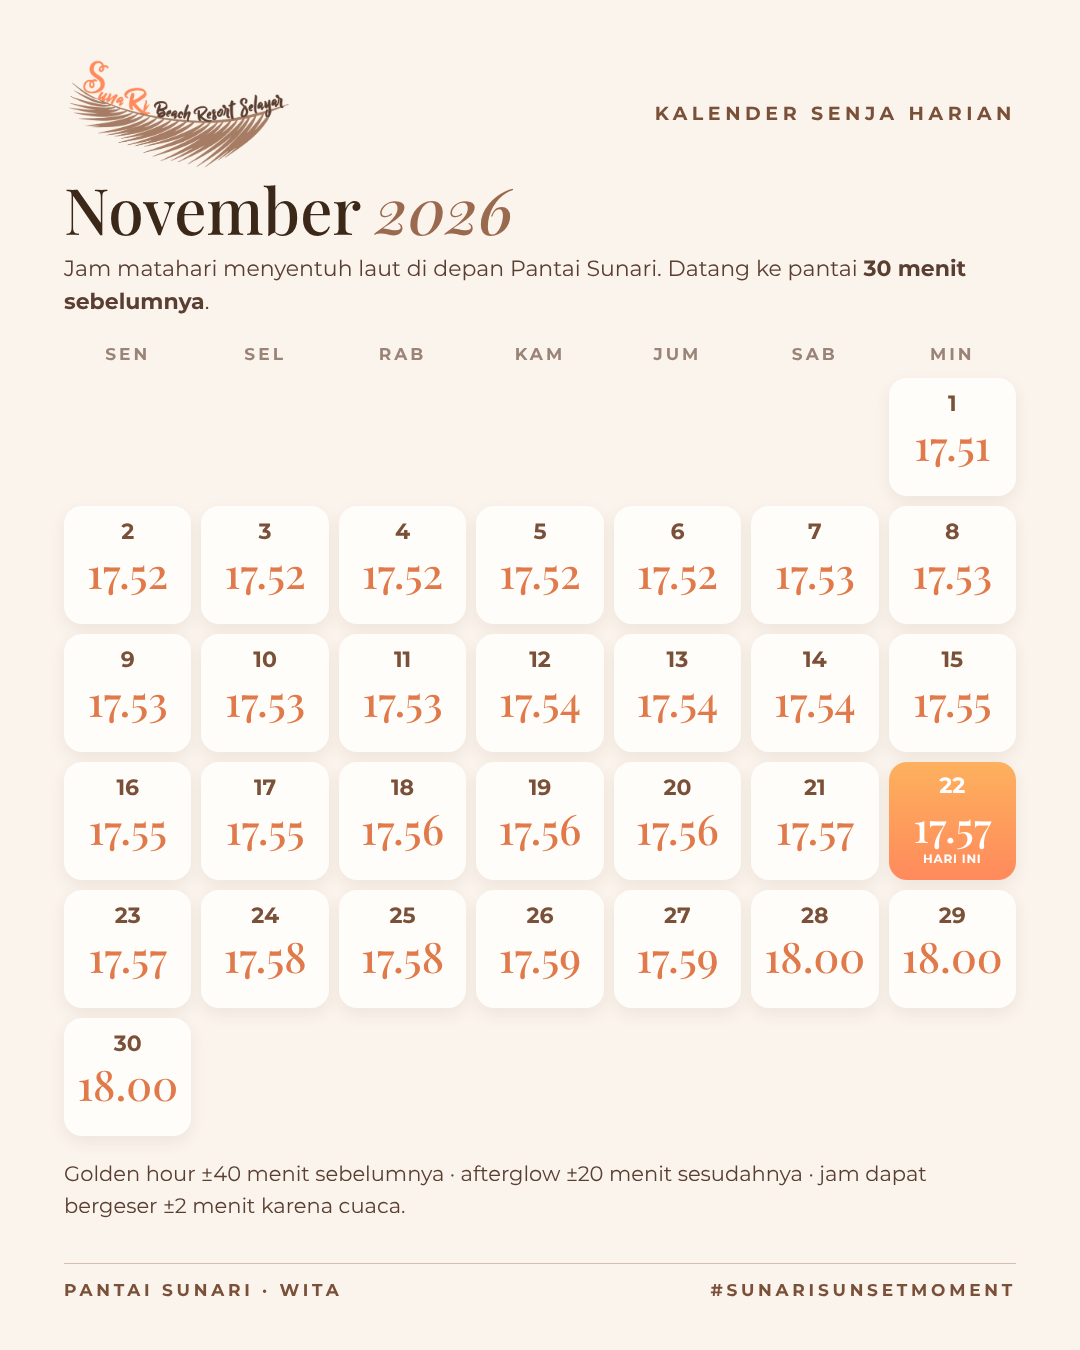 SunaRi Beach Resort Selayar
KALENDER SENJA HARIAN
November 2026
Jam matahari menyentuh laut di depan Pantai Sunari. Datang ke pantai 30 menit
sebelumnya.
SEN SEL RAB KAM JUM SAB MIN
1
17.51
2 3 4 5 6 7 8
17.52 17.52 17.52 17.52 17.52 17.53 17.53
9 10 11 12 13 14 15
17.53 17.53 17.53 17.54 17.54 17.54 17.55
16 17 18 19 20 21 22
17.55 17.55 17.56 17.56 17.56 17.57 17.57
HARI INI
23 24 25 26 27 28 29
17.57 17.58 17.58 17.59 17.59 18.00 18.00
30
18.00
Golden hour ±40 menit sebelumnya · afterglow ±20 menit sesudahnya · jam dapat
bergeser ±2 menit karena cuaca.
PANTAI SUNARI · WITA
#SUNARISUNSETMOMENT